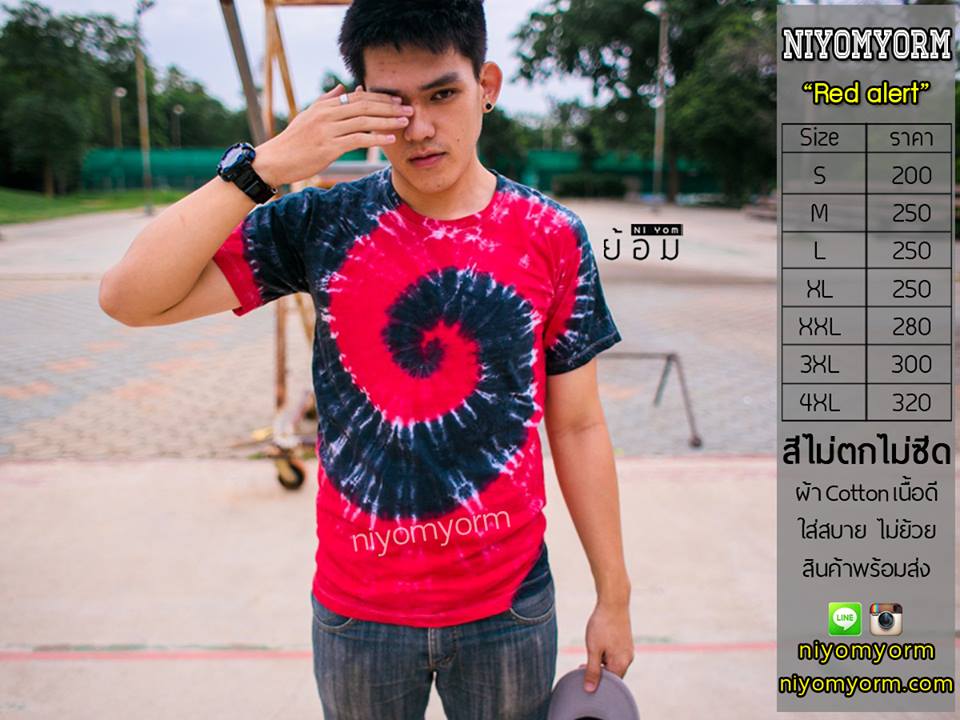 NIYOMYORM
“Red alert”
Size ราคา
S 200
M 250
L 250
XL 250
XXL 280
3XL 300
4XL 320
สีไม่ตกไม่ซีด
ผ้า Cotton เนื้อดี
ใส่สบาย ไม่ย้วย
สินค้าพร้อมส่ง
LINE
niyomyorm
niyomyorm.com
Ni Yom
ย้อม
niyomyorm